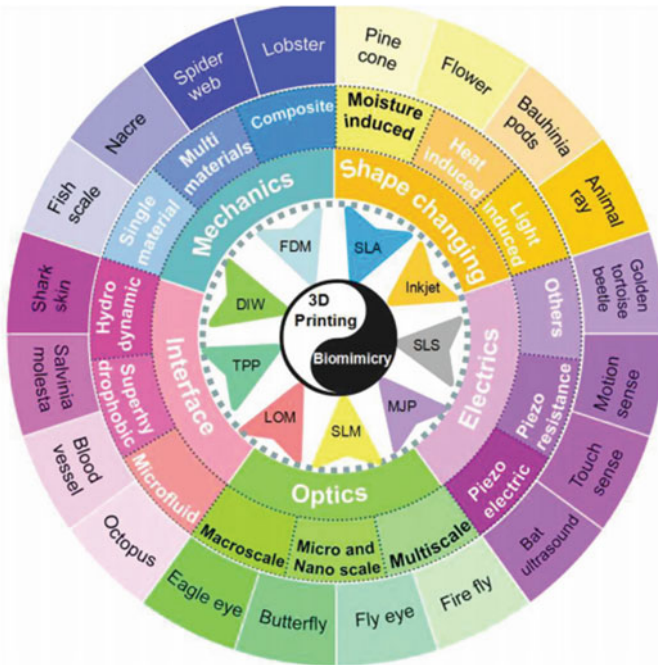 Pine
cone
Flower
Bauhinia
pods
Animal
ray
Golden
tortoise
beetle
Motion
sense
Touch
sense
Bat
ultrasound
Fire fly
Fly eye
Butterfly
Eagle eye
Octopus
Blood
vessel
Salvinia
molesta
Shark
skin
Fish
scale
Nacre
Spider
web
Lobster
Moisture
induced
Heat
induced
Light
induced
Others
Piezo
resistance
Piezo
electric
Multiscale
Micro and
Nano scale
Macroscale
Microfluid
Superhy
drophobic
Hydro
dynamic
Single
material
Multi
materials
Composite
Shape changing
Electrics
Optics
Interface
Mechanics
SLA
Inkjet
SLS
MJP
SLM
LOM
TPP
DIW
FDM
3D
Printing
Biomimicry